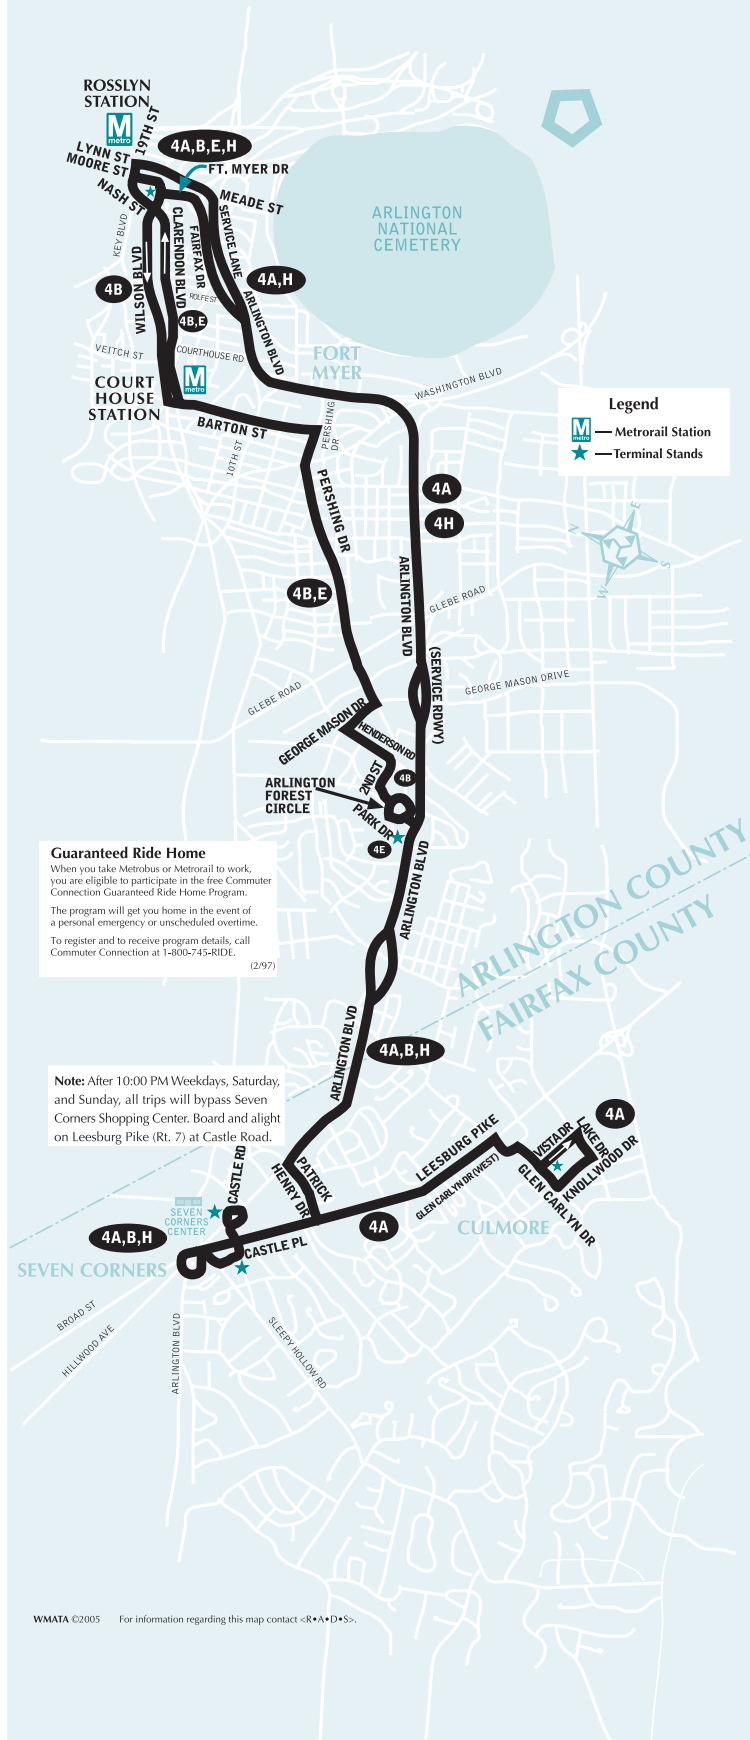 ROSSLYN
STATION
M
metro
19TH ST
4A,B,E,H
LYNN ST
MOORE ST
FT. MYER DR
NASH ST
MEADE ST
KEY BLVD
WILSON BLVD
CLARENDON BLVD
FAIRFAX DR
SERVICE LANE
ARLINGTON
NATIONAL
CEMETERY
4B
4A,H
ROLFE ST
4B,E
ARLINGTON BLVD
VEITCH ST
COURTHOUSE RD
FORT
MYER
WASHINGTON BLVD
COURT
HOUSE
STATION
M
metro
BARTON ST
10TH ST
PERSHING
DR
Legend
M
metro
Metrorail Station
Terminal Stands
PERSHING DR
4A
4H
N
E
S
W
ARLINGTON BLVD
4B,E
GLEBE ROAD
(SERVICE RDWY)
GEORGE MASON DRIVE
GLEBE ROAD
GEORGE MASON DR
HENDERSON RD
2ND ST
4B
ARLINGTON
FOREST
CIRCLE
PARK DR
4E
ARLINGTON BLVD
Guaranteed Ride Home
When you take Metrobus or Metrorail to work,
you are eligible to participate in the free Commuter
Connection Guaranteed Ride Home Program.
The program will get you home in the event of
a personal emergency or unscheduled overtime.
To register and to receive program details, call
Commuter Connection at 1-800-745-RIDE.
(2/97)
ARLINGTON COUNTY
FAIRFAX COUNTY
ARLINGTON BLVD
4A,B,H
Note: After 10:00 PM Weekdays, Saturday,
and Sunday, all trips will bypass Seven
Corners Shopping Center. Board and alight
on Leesburg Pike (Rt. 7) at Castle Road.
4A
LEESBURG PIKE
VISTA DR
LAKE DR
KNOLLWOOD DR
GLEN CARLYN DR (WEST)
GLEN CARLYN DR
CASTLE RD
PATRICK
HENRY DR
SEVEN
CORNERS
CENTER
4A
CULMORE
4A,B,H
CASTLE PL
SEVEN CORNERS
BROAD ST
HILLWOOD AVE
ARLINGTON BLVD
SLEEPY HOLLOW RD
WMATA ©2005 For information regarding this map contact <R•A•D•S>.